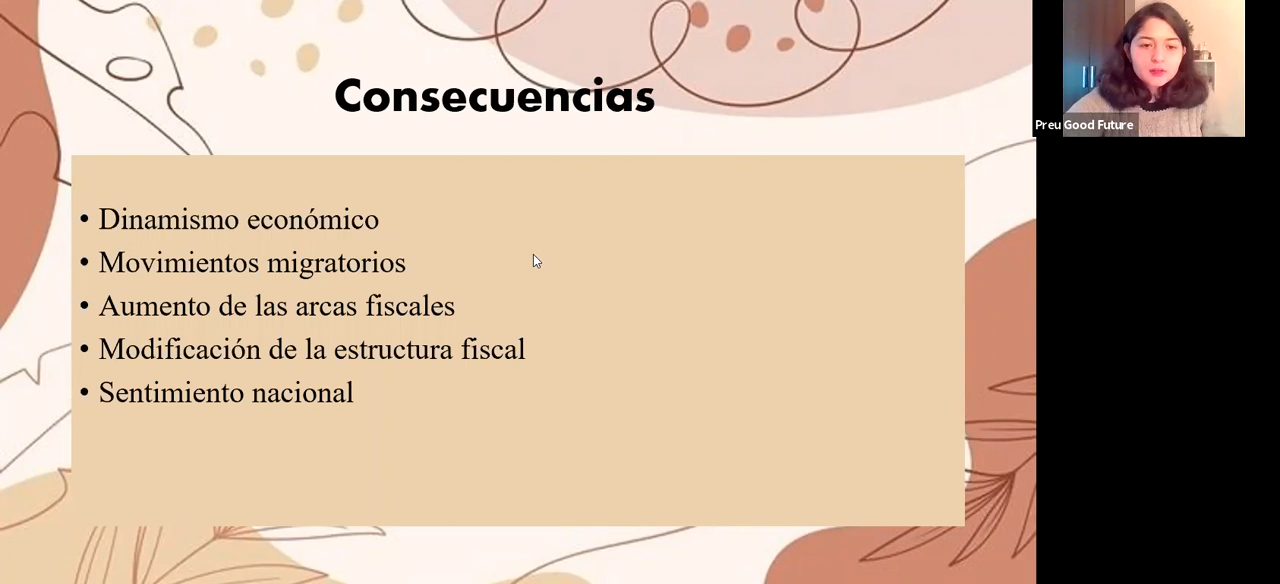 Consecuencias
Preu Good Future
• Dinamismo económico
• Movimientos migratorios
• Aumento de las arcas fiscales
• Modificación de la estructura fiscal
• Sentimiento nacional